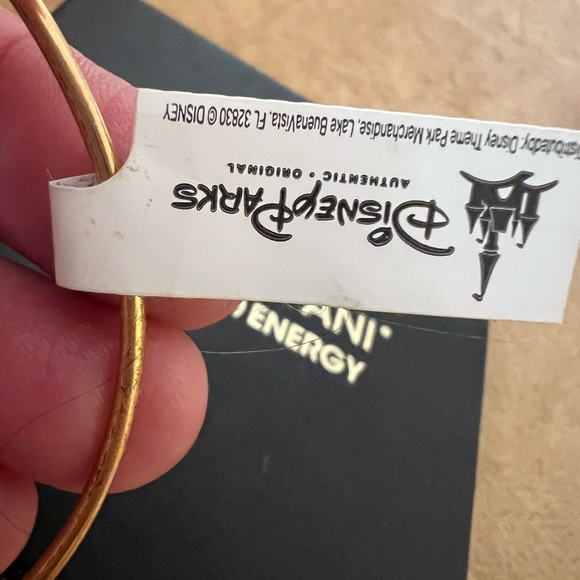 Disney Parks
AUTHENTIC • ORIGINAL
Distributed by: Disney Theme Park Merchandise, Lake Buena Vista, FL 32830 © DISNEY
ANI
ENERGY